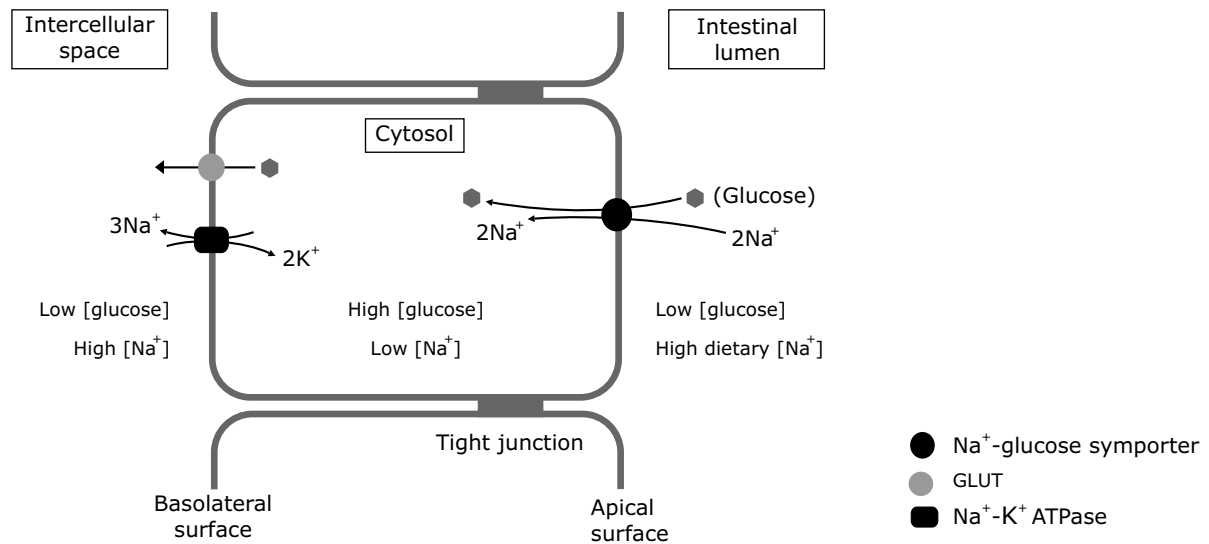 Intercellular
space
Intestinal
lumen
Cytosol
(Glucose)
3Na⁺
2Na⁺
2Na⁺
2K⁺
Low [glucose]
High [Na⁺]
High [glucose]
Low [Na⁺]
Low [glucose]
High dietary [Na⁺]
Tight junction
Basolateral
surface
Apical
surface
Na⁺-glucose symporter
GLUT
Na⁺-K⁺ ATPase